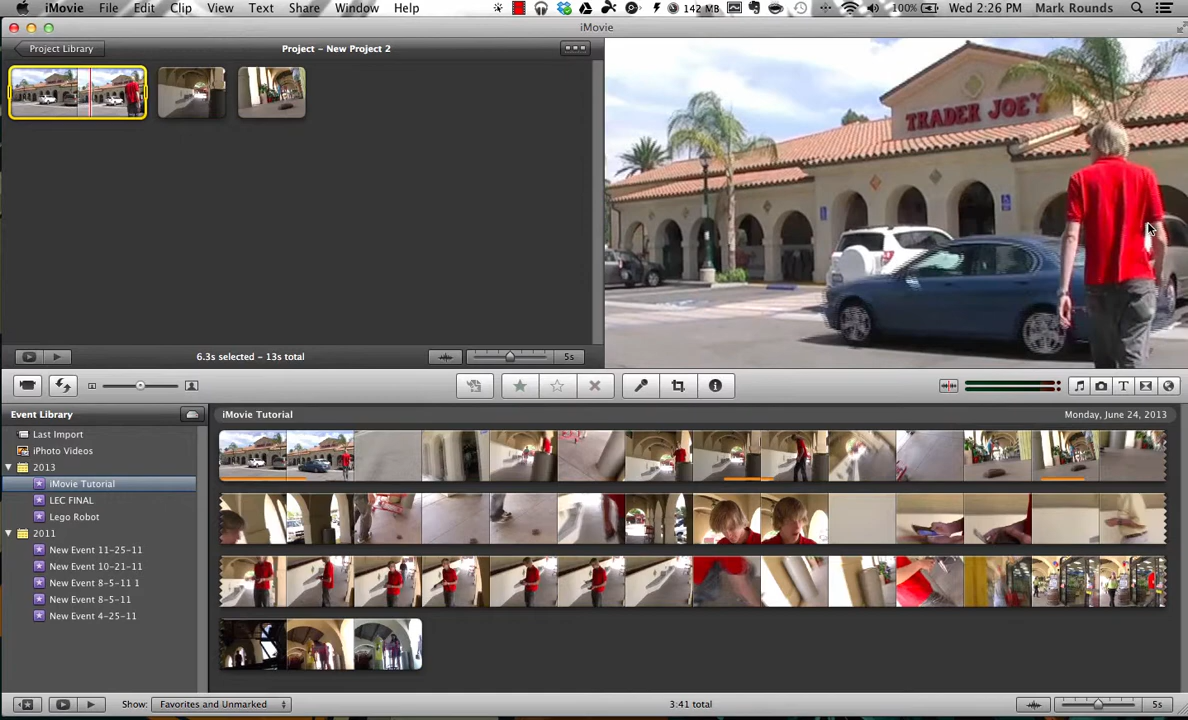 iMovie File Edit Clip View Text Share Window Help 142 MB 100% Wed 2:26 PM Mark Rounds
iMovie
Project Library
Project – New Project 2
TRADER JOE'S
6.3s selected – 13s total
5s
Event Library
iMovie Tutorial
Monday, June 24, 2013
Last Import
iPhoto Videos
2013
iMovie Tutorial
LEC FINAL
Lego Robot
2011
New Event 11-25-11
New Event 10-21-11
New Event 8-5-11 1
New Event 8-5-11
New Event 4-25-11
Show: Favorites and Unmarked
3:41 total
5s